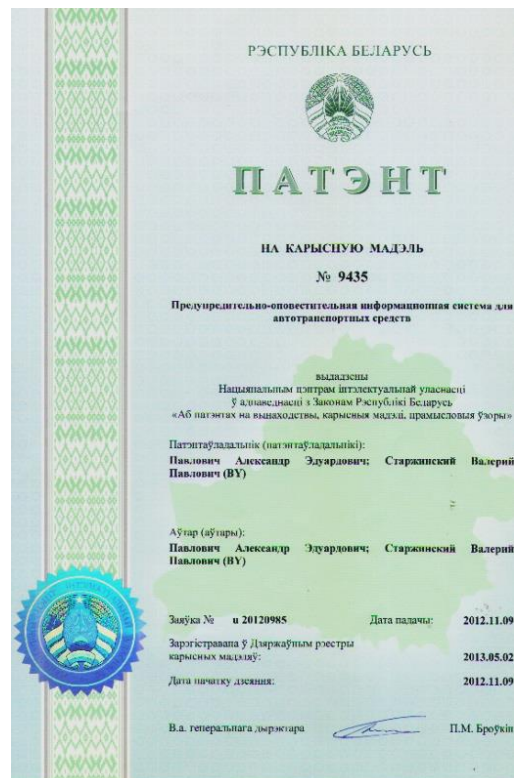 РЭСПУБЛІКА БЕЛАРУСЬ
ПАТЭНТ
НА КАРЫСНУЮ МАДЭЛЬ
№ 9435
Предупредительно-оповестительная информационная система для
автотранспортных средств
выдадзены
Нацыянальным цэнтрам інтэлектуальнай уласнасці
ў адпаведнасці з Законам Рэспублікі Беларусь
«Аб патэнтах на вынаходствы, карысныя мадэлі, прамысловыя ўзоры»
Патэнтаўладальнік (патэнтаўладальнікі):
Павлович Александр Эдуардович; Старжинский Валерий
Павлович (BY)
Аўтар (аўтары):
Павлович Александр Эдуардович; Старжинский Валерий
Павлович (BY)
Заяўка № u 20120985 Дата падачы: 2012.11.09
Зарэгістравана ў Дзяржаўным рэестры
карысных мадэляў: 2013.05.02
Дата пачатку дзеяння: 2012.11.09
В.а. генеральнага дырэктара П.М. Броўкін